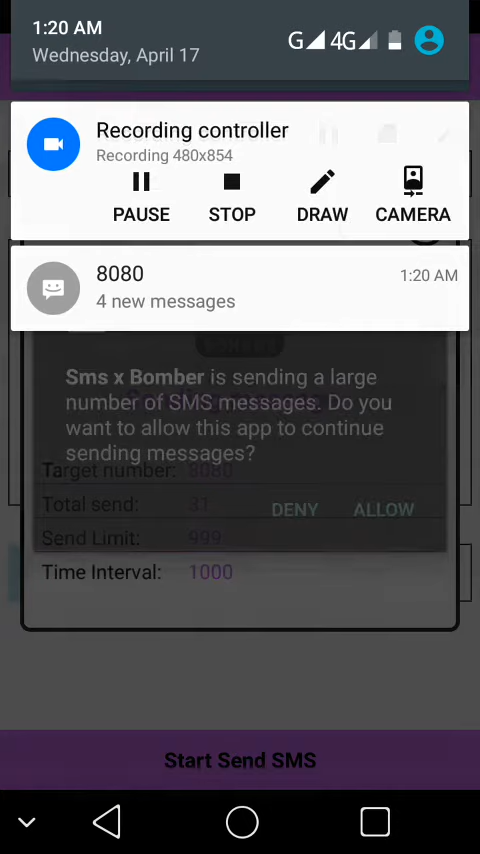 1:20 AM
Wednesday, April 17
G 4G
Recording controller
Recording 480x854
PAUSE STOP DRAW CAMERA
8080 1:20 AM
4 new messages
Sms x Bomber is sending a large
number of SMS messages. Do you
want to allow this app to continue
sending messages?
Target number: 8080
Total send: 31
DENY ALLOW
Send Limit: 999
Time Interval: 1000
Start Send SMS